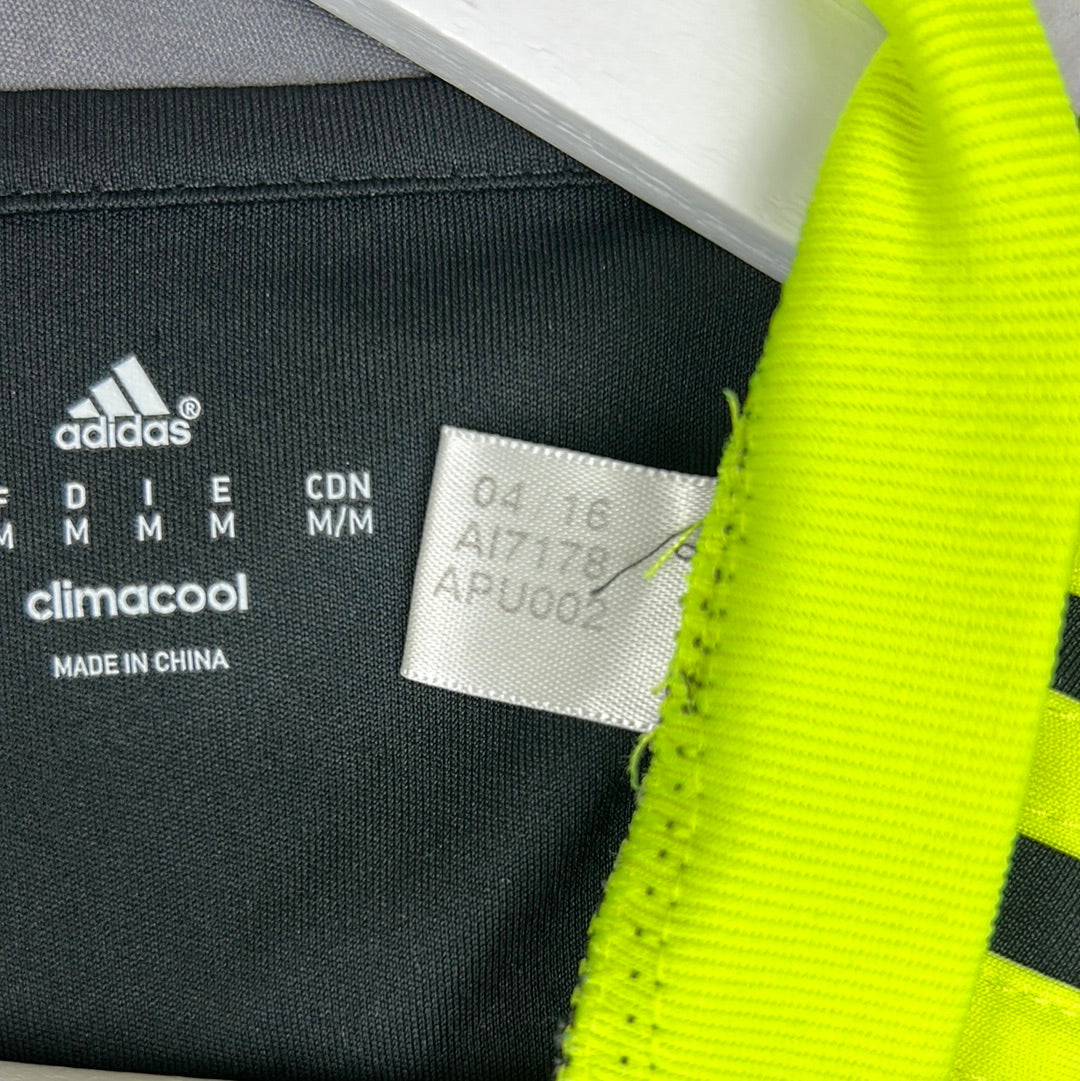 adidas®
F D I E CDN
M M M M M/M
climacool
MADE IN CHINA
04 16
AI7178
APU002